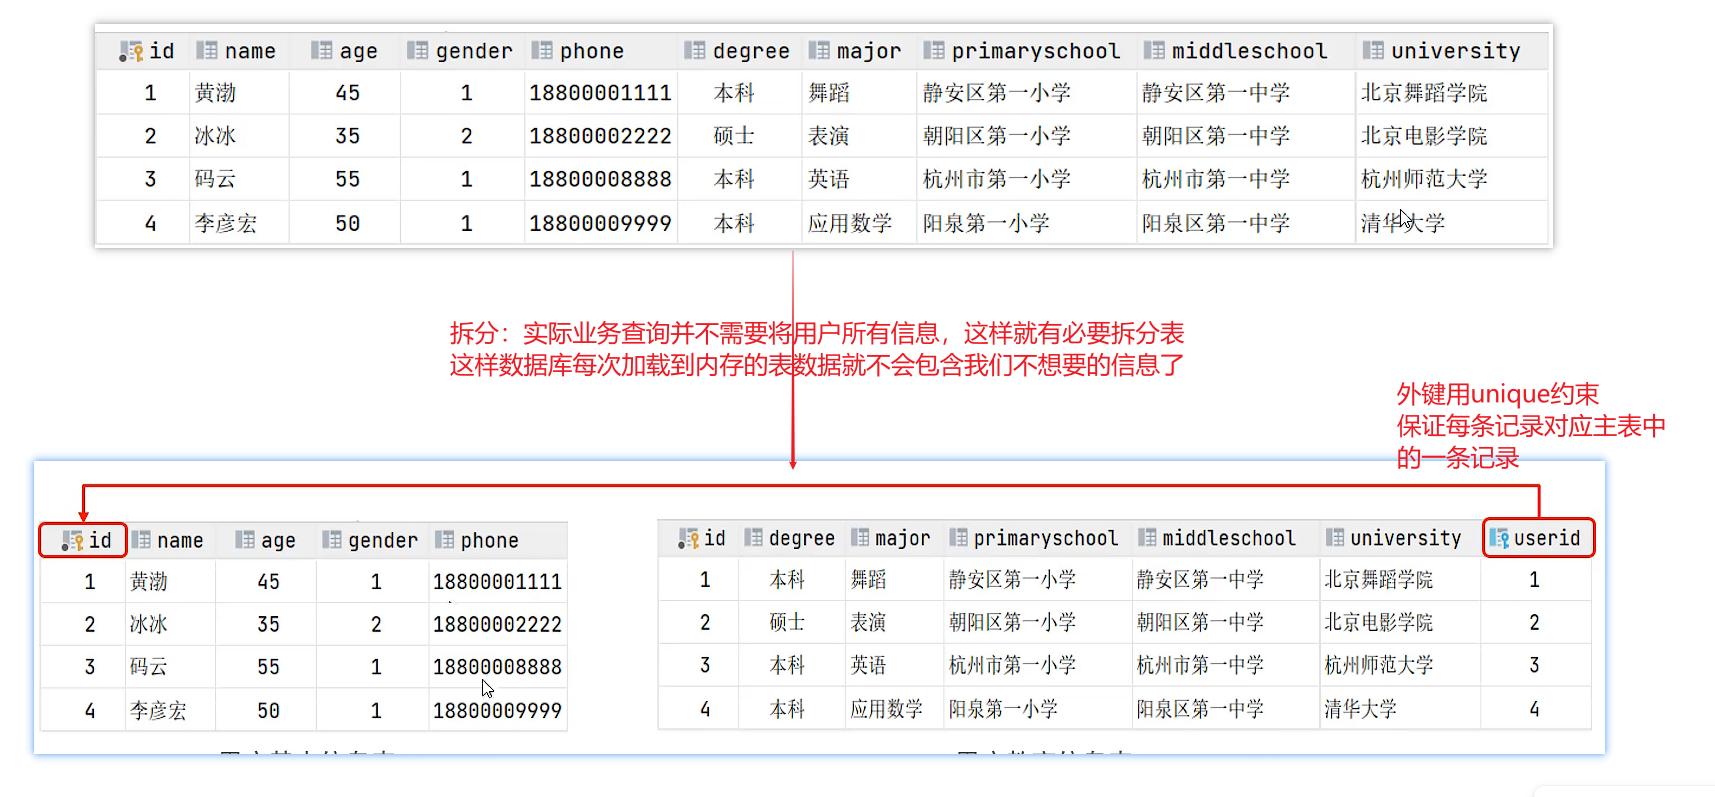 id name age gender phone degree major primaryschool middleschool university
1 黄渤 45 1 18800001111 本科 舞蹈 静安区第一小学 静安区第一中学 北京舞蹈学院
2 冰冰 35 2 18800002222 硕士 表演 朝阳区第一小学 朝阳区第一中学 北京电影学院
3 码云 55 1 18800008888 本科 英语 杭州市第一小学 杭州市第一中学 杭州师范大学
4 李彦宏 50 1 18800009999 本科 应用数学 阳泉第一小学 阳泉区第一中学 清华大学
拆分：实际业务查询并不需要将用户所有信息，这样就有必要拆分表
这样数据库每次加载到内存的表数据就不会包含我们不想要的信息了
外键用unique约束
保证每条记录对应主表中
的一条记录
id name age gender phone
1 黄渤 45 1 18800001111
2 冰冰 35 2 18800002222
3 码云 55 1 18800008888
4 李彦宏 50 1 18800009999
id degree major primaryschool middleschool university userid
1 本科 舞蹈 静安区第一小学 静安区第一中学 北京舞蹈学院 1
2 硕士 表演 朝阳区第一小学 朝阳区第一中学 北京电影学院 2
3 本科 英语 杭州市第一小学 杭州市第一中学 杭州师范大学 3
4 本科 应用数学 阳泉第一小学 阳泉区第一中学 清华大学 4